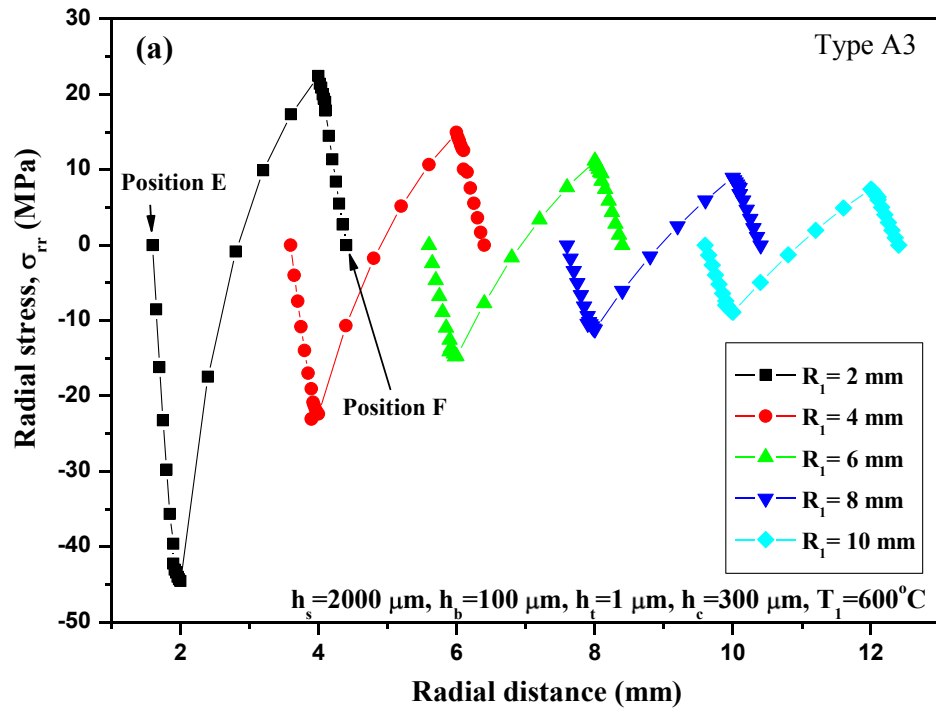 (a)
Type A3
Radial stress, σrr (MPa)
30
20
10
0
-10
-20
-30
-40
-50
Position E
Position F
R1= 2 mm
R1= 4 mm
R1= 6 mm
R1= 8 mm
R1= 10 mm
hs=2000 μm, hb=100 μm, ht=1 μm, hc=300 μm, T1=600°C
2 4 6 8 10 12
Radial distance (mm)